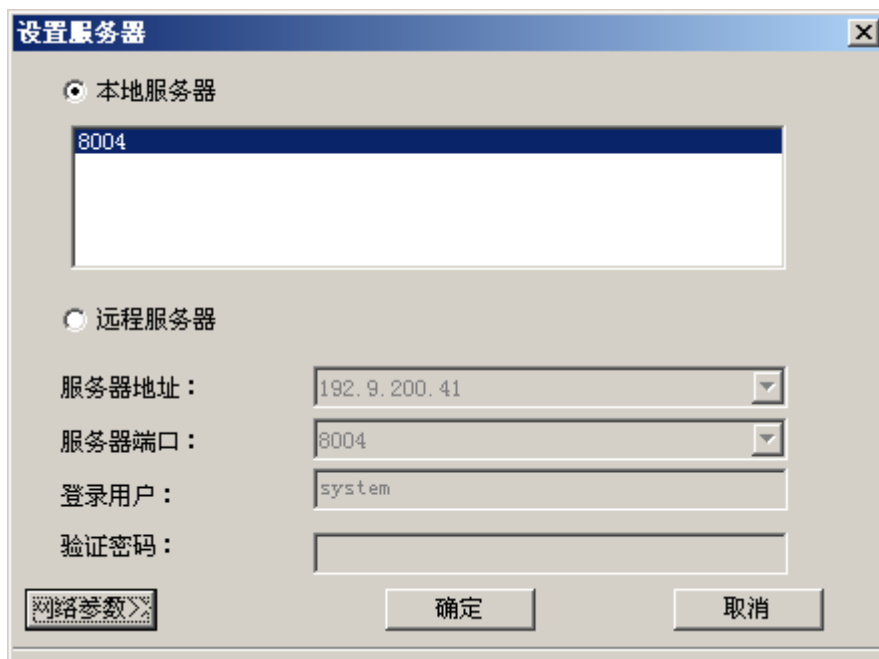 设置服务器
本地服务器
8004
远程服务器
服务器地址：
192.9.200.41
服务器端口：
8004
登录用户：
system
验证密码：
网络参数>>
确定
取消